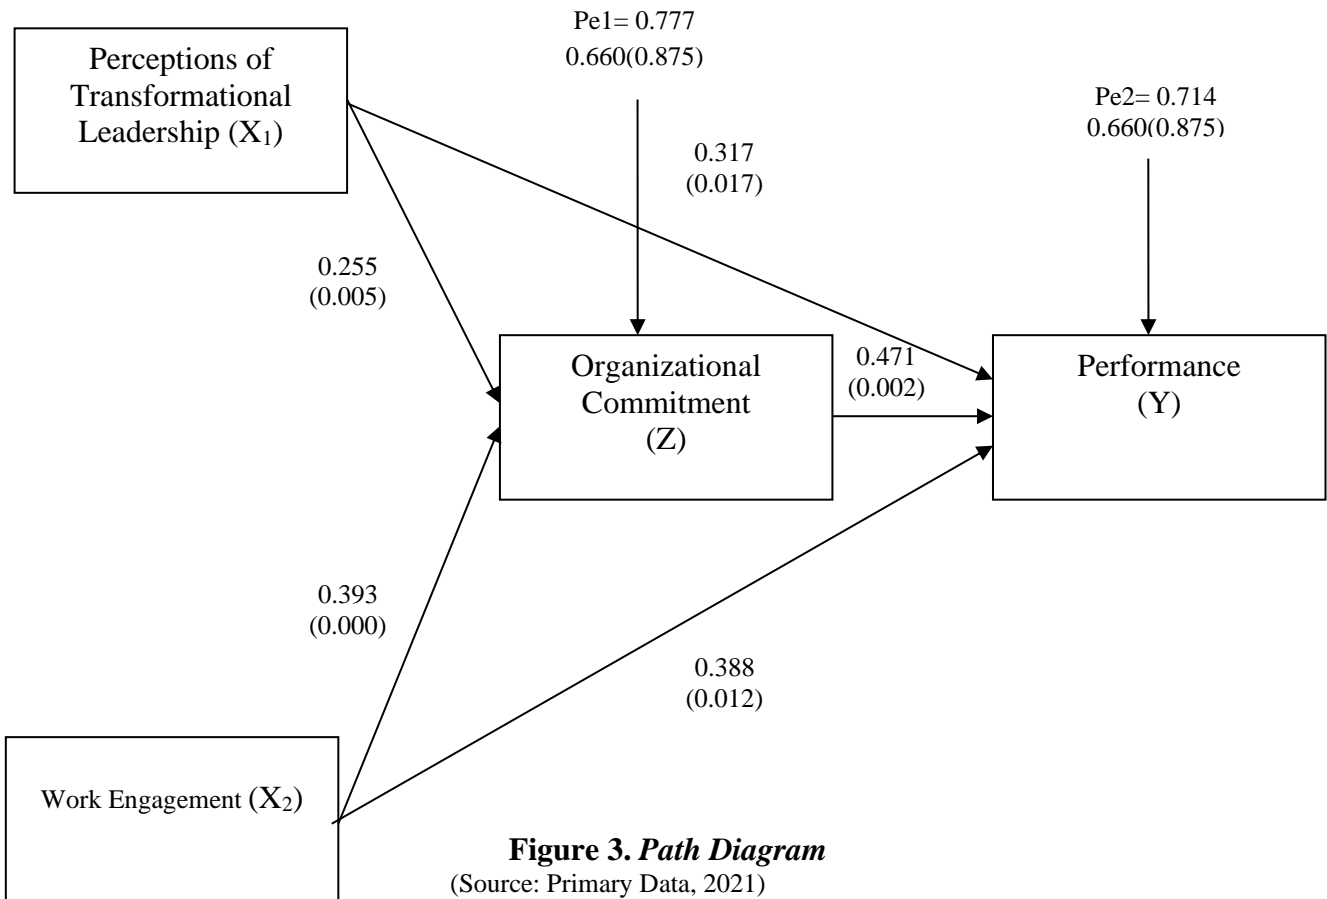 Perceptions of
Transformational
Leadership (X₁)
Pe1= 0.777
0.660(0.875)
Pe2= 0.714
0.660(0.875)
0.317
(0.017)
0.255
(0.005)
Organizational
Commitment
(Z)
0.471
(0.002)
Performance
(Y)
0.393
(0.000)
0.388
(0.012)
Work Engagement (X₂)
Figure 3. Path Diagram
(Source: Primary Data, 2021)